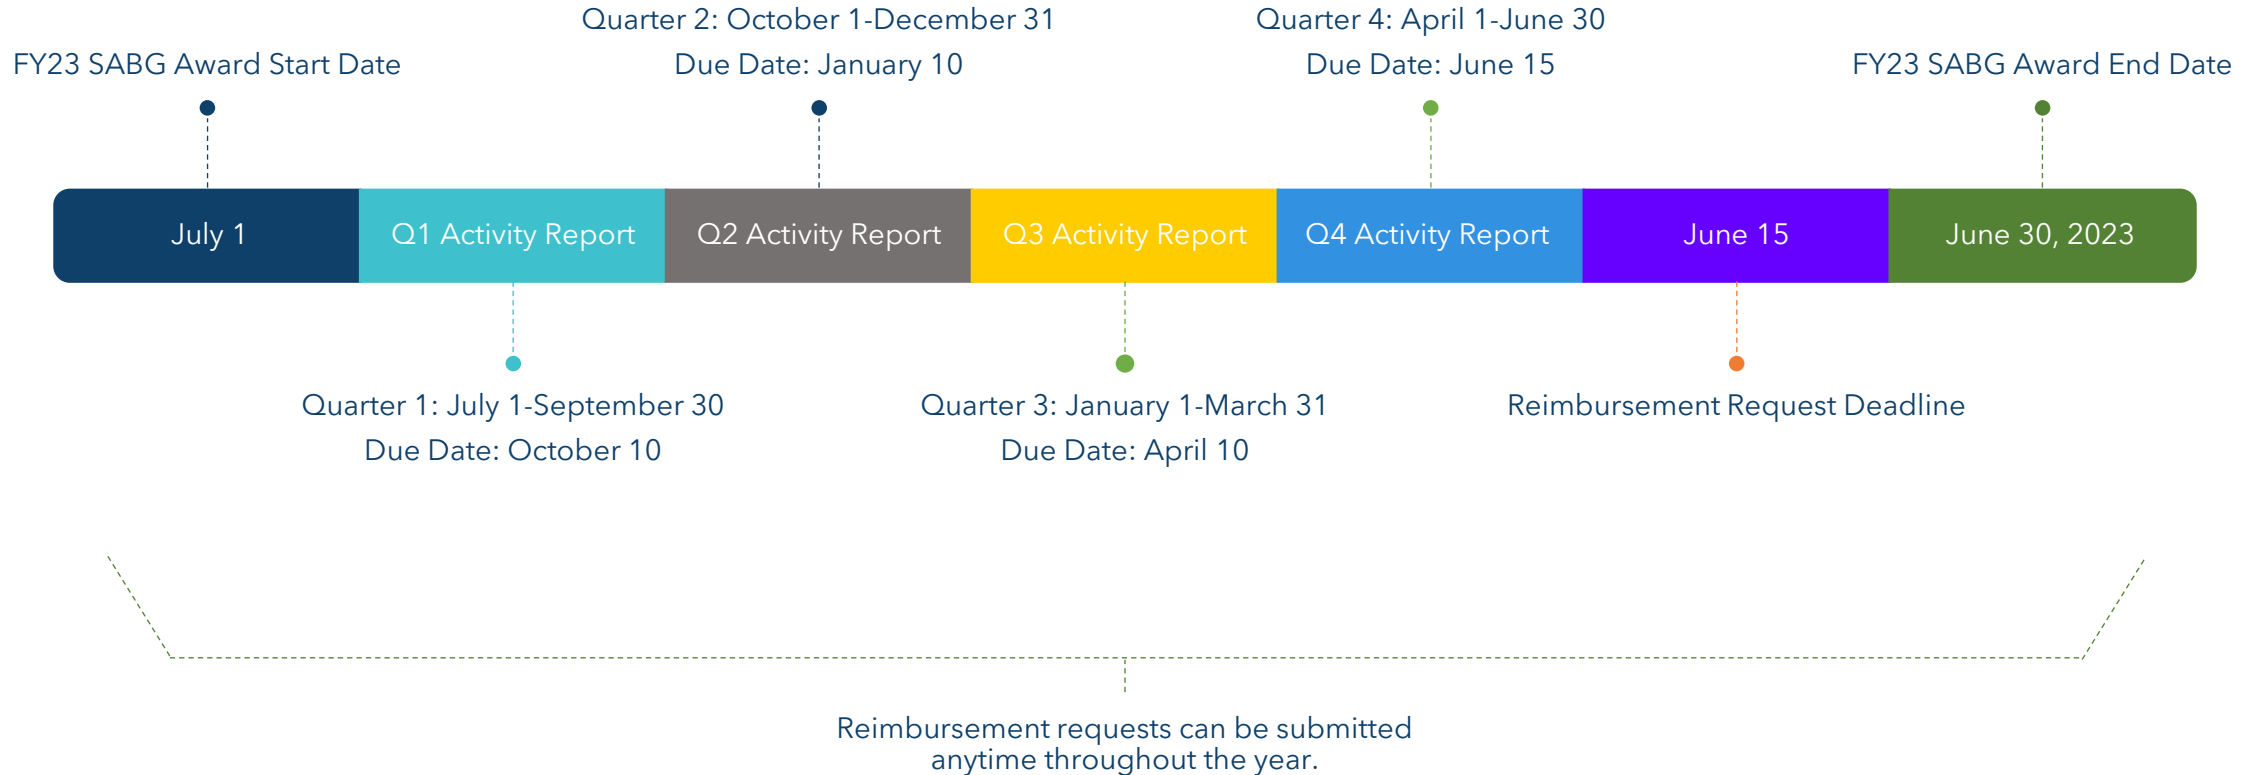 Quarter 2: October 1-December 31
Due Date: January 10
Quarter 4: April 1-June 30
Due Date: June 15
FY23 SABG Award Start Date
FY23 SABG Award End Date
July 1
Q1 Activity Report
Q2 Activity Report
Q3 Activity Report
Q4 Activity Report
June 15
June 30, 2023
Quarter 1: July 1-September 30
Due Date: October 10
Quarter 3: January 1-March 31
Due Date: April 10
Reimbursement Request Deadline
Reimbursement requests can be submitted
anytime throughout the year.